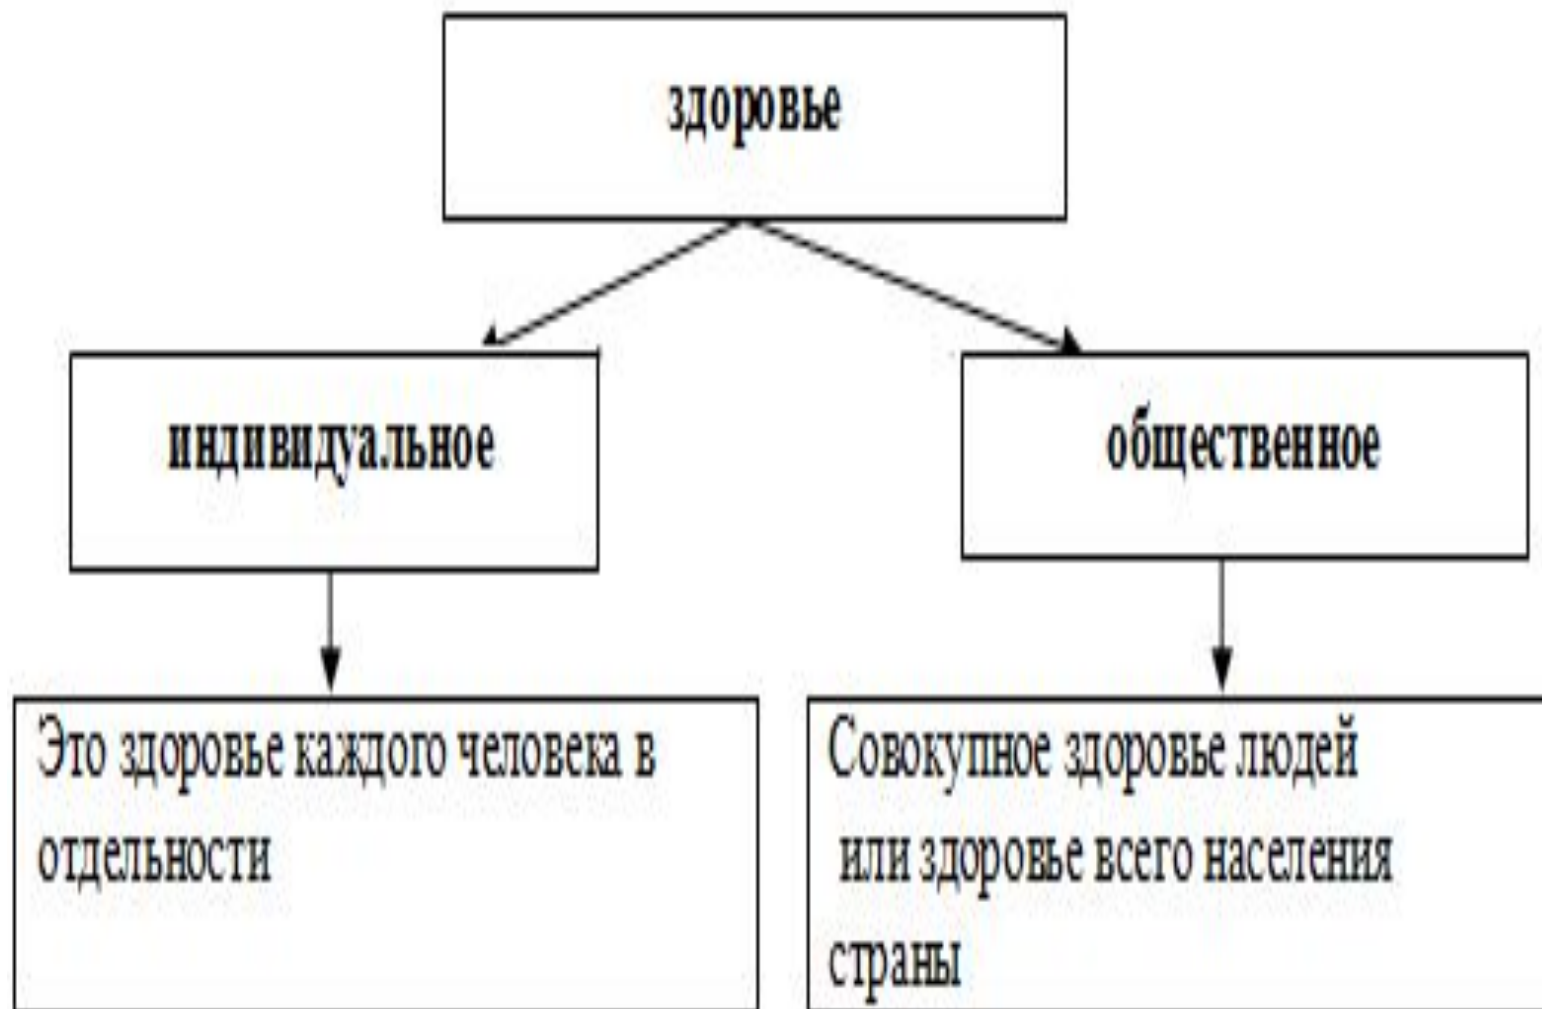 здоровье
индивидуальное
общественное
Это здоровье каждого человека в
отдельности
Совокупное здоровье людей
или здоровье всего населения
страны